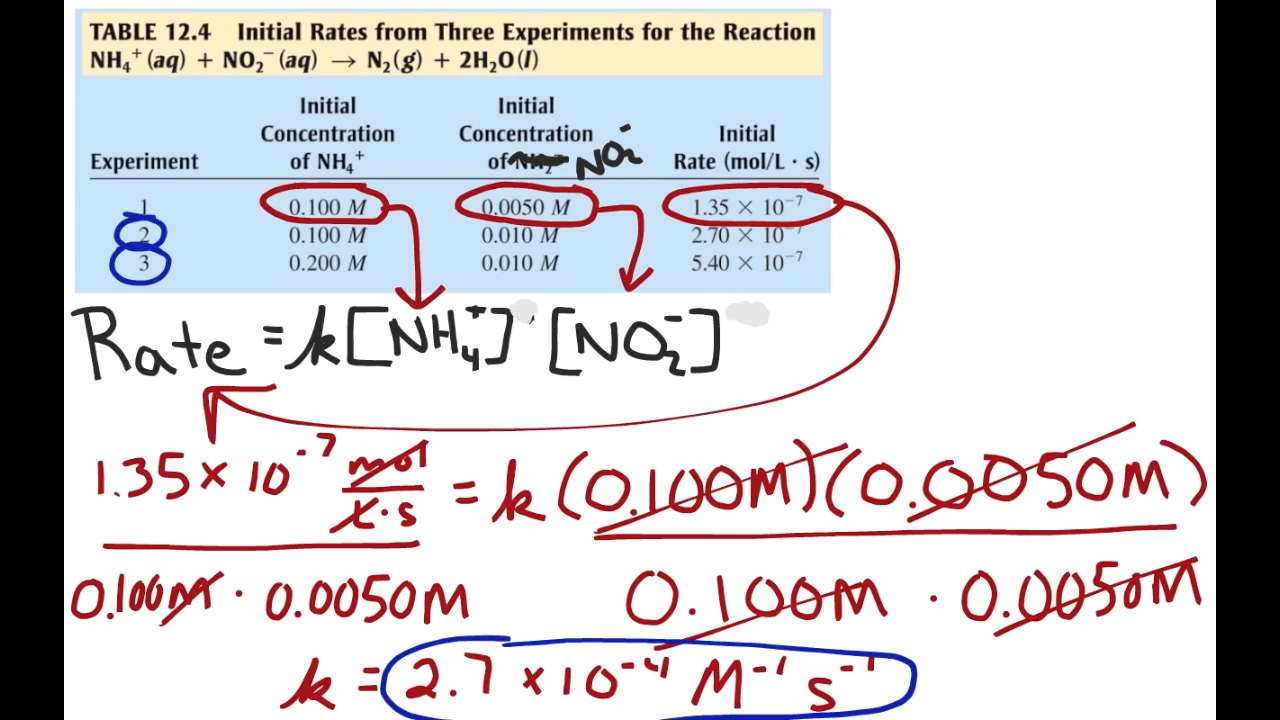 TABLE 12.4 Initial Rates from Three Experiments for the Reaction
NH₄⁺(aq) + NO₂⁻(aq) → N₂(g) + 2H₂O(l)
Initial Initial
Concentration Concentration Initial
Experiment of NH₄⁺ of NO₂⁻ Rate (mol/L · s)
1 0.100 M 0.0050 M 1.35 × 10⁻⁷
2 0.100 M 0.010 M 2.70 × 10⁻⁷
3 0.200 M 0.010 M 5.40 × 10⁻⁷
Rate = k[NH₄⁺] [NO₂⁻]
1.35 × 10⁻⁷ mol/L·s = k(0.100M)(0.0050M)
0.100M · 0.0050M 0.100M · 0.0050M
k = 2.7 × 10⁻⁴ M⁻¹ s⁻¹